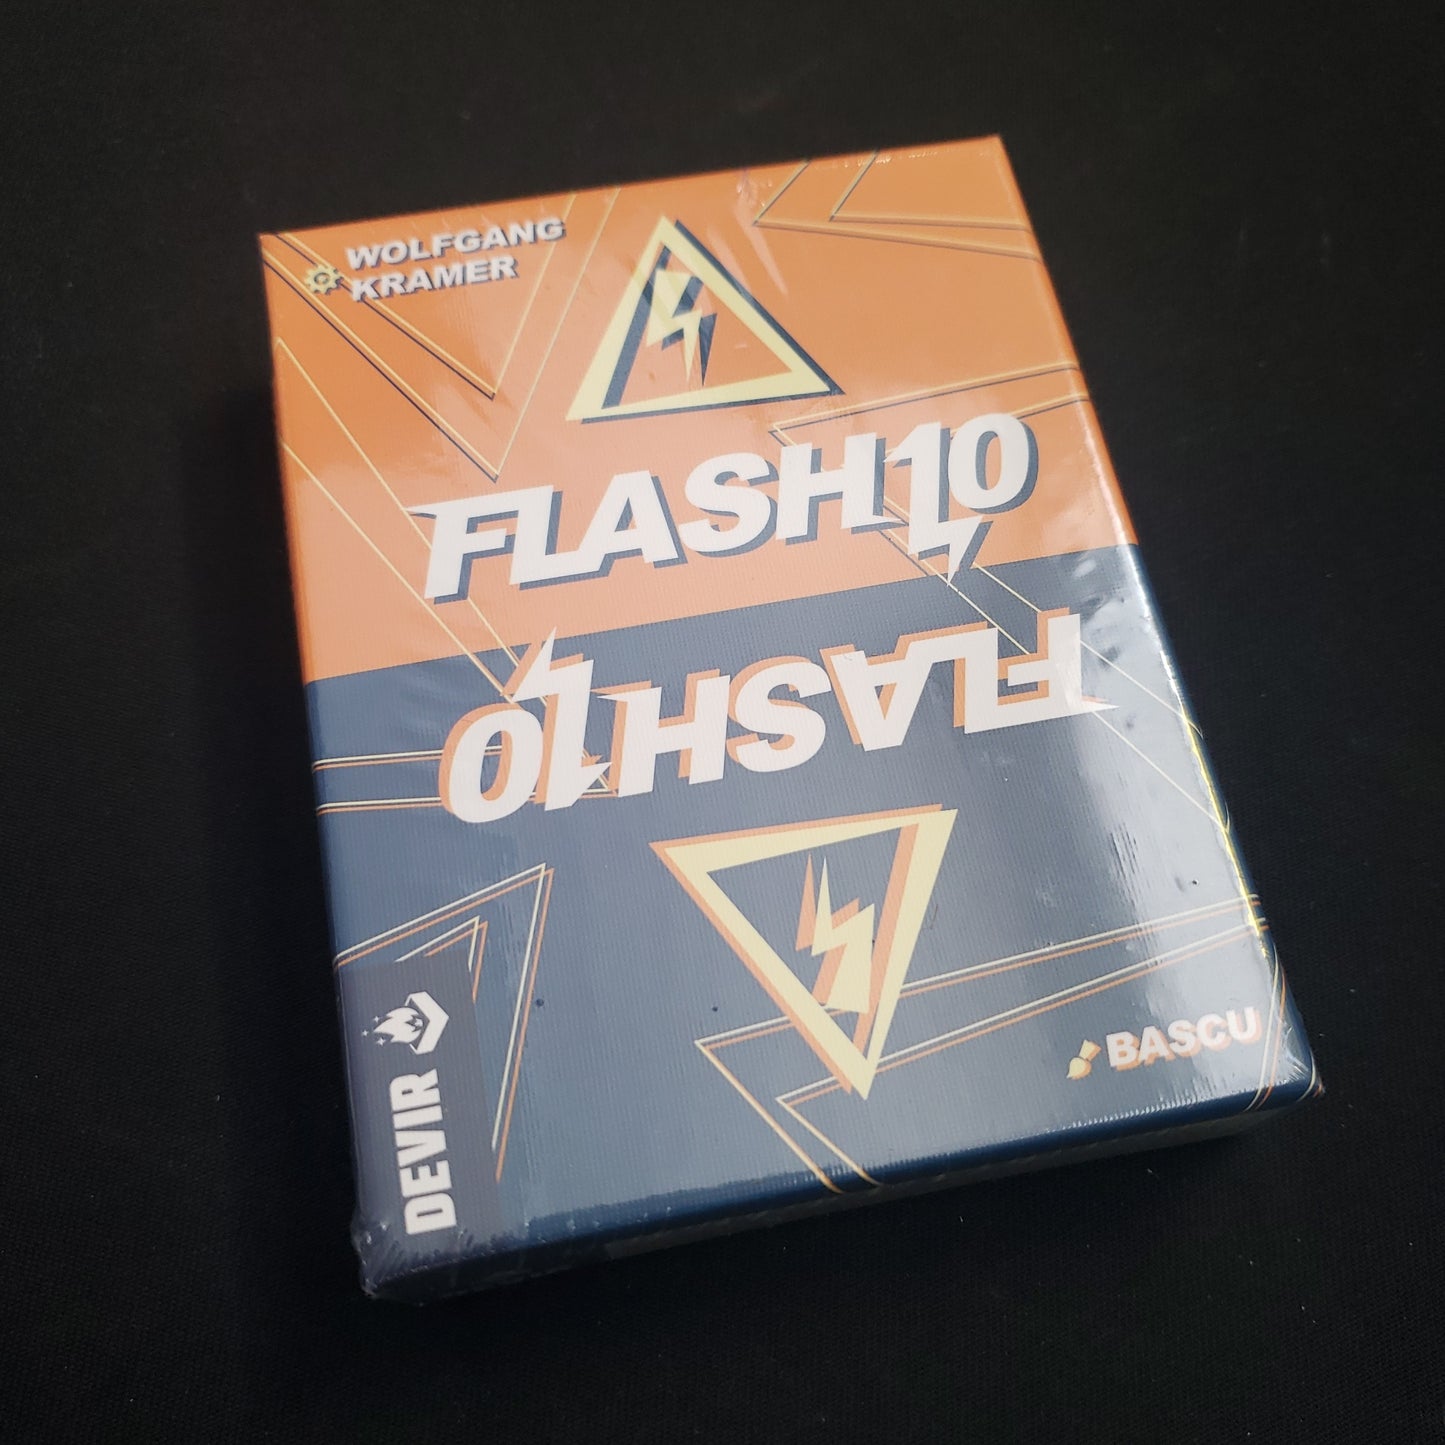 WOLFGANG
KRAMER
FLASH10
FLASH10
DEVIR
BASCU